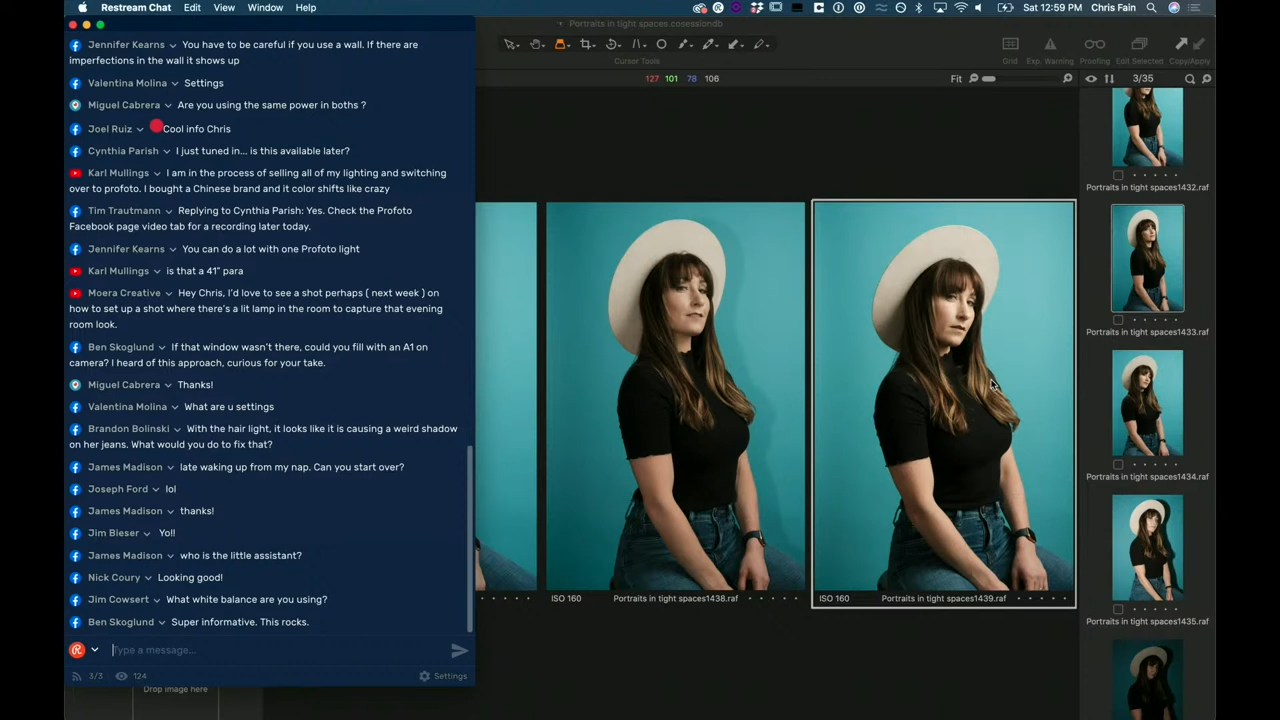 Restream Chat Edit View Window Help
Sat 12:59 PM Chris Fain
Portraits in tight spaces.cosessiondb
Jennifer Kearns You have to be careful if you use a wall. If there are
imperfections in the wall it shows up
Valentina Molina Settings
Miguel Cabrera Are you using the same power in boths ?
Joel Ruiz Cool info Chris
Cynthia Parish I just tuned in... is this available later?
Karl Mullings I am in the process of selling all of my lighting and switching
over to profoto. I bought a Chinese brand and it color shifts like crazy
Tim Trautmann Replying to Cynthia Parish: Yes. Check the Profoto
Facebook page video tab for a recording later today.
Jennifer Kearns You can do a lot with one Profoto light
Karl Mullings is that a 41" para
Moera Creative Hey Chris, I'd love to see a shot perhaps ( next week ) on
how to set up a shot where there's a lit lamp in the room to capture that evening
room look.
Ben Skoglund If that window wasn't there, could you fill with an A1 on
camera? I heard of this approach, curious for your take.
Miguel Cabrera Thanks!
Valentina Molina What are u settings
Brandon Bolinski With the hair light, it looks like it is causing a weird shadow
on her jeans. What would you do to fix that?
James Madison late waking up from my nap. Can you start over?
Joseph Ford lol
James Madison thanks!
Jim Bieser Yo!!
James Madison who is the little assistant?
Nick Coury Looking good!
Jim Cowsert What white balance are you using?
Ben Skoglund Super informative. This rocks.
Type a message...
3/3 124 Settings
Drop image here
Cursor Tools
Grid Exp. Warning Proofing Edit Selected Copy/Apply
127 101 78 106
Fit
3/35
ISO 160 Portraits in tight spaces1438.raf
ISO 160 Portraits in tight spaces1439.raf
Portraits in tight spaces1432.raf
Portraits in tight spaces1433.raf
Portraits in tight spaces1434.raf
Portraits in tight spaces1435.raf